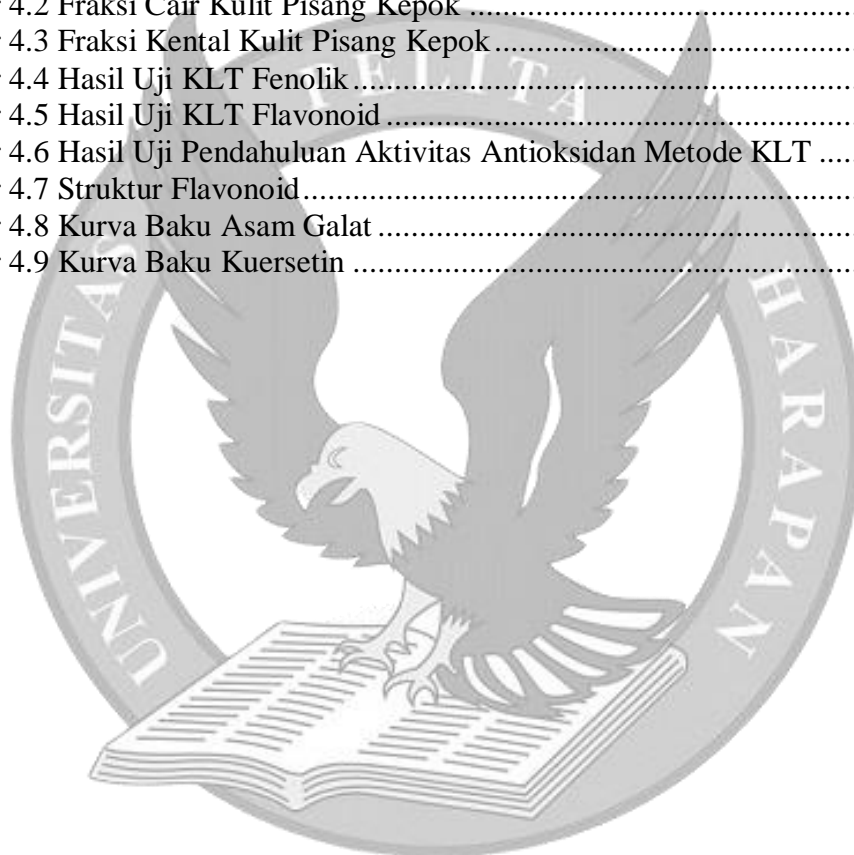 4.2 Fraksi Cair Kulit Pisang Kepok ..........................................................
4.3 Fraksi Kental Kulit Pisang Kepok ......................................................
4.4 Hasil Uji KLT Fenolik ........................................................................
4.5 Hasil Uji KLT Flavonoid ...................................................................
4.6 Hasil Uji Pendahuluan Aktivitas Antioksidan Metode KLT ....
4.7 Struktur Flavonoid ..............................................................................
4.8 Kurva Baku Asam Galat ....................................................................
4.9 Kurva Baku Kuersetin ........................................................................
UNIVERSITAS PELITA HARAPAN